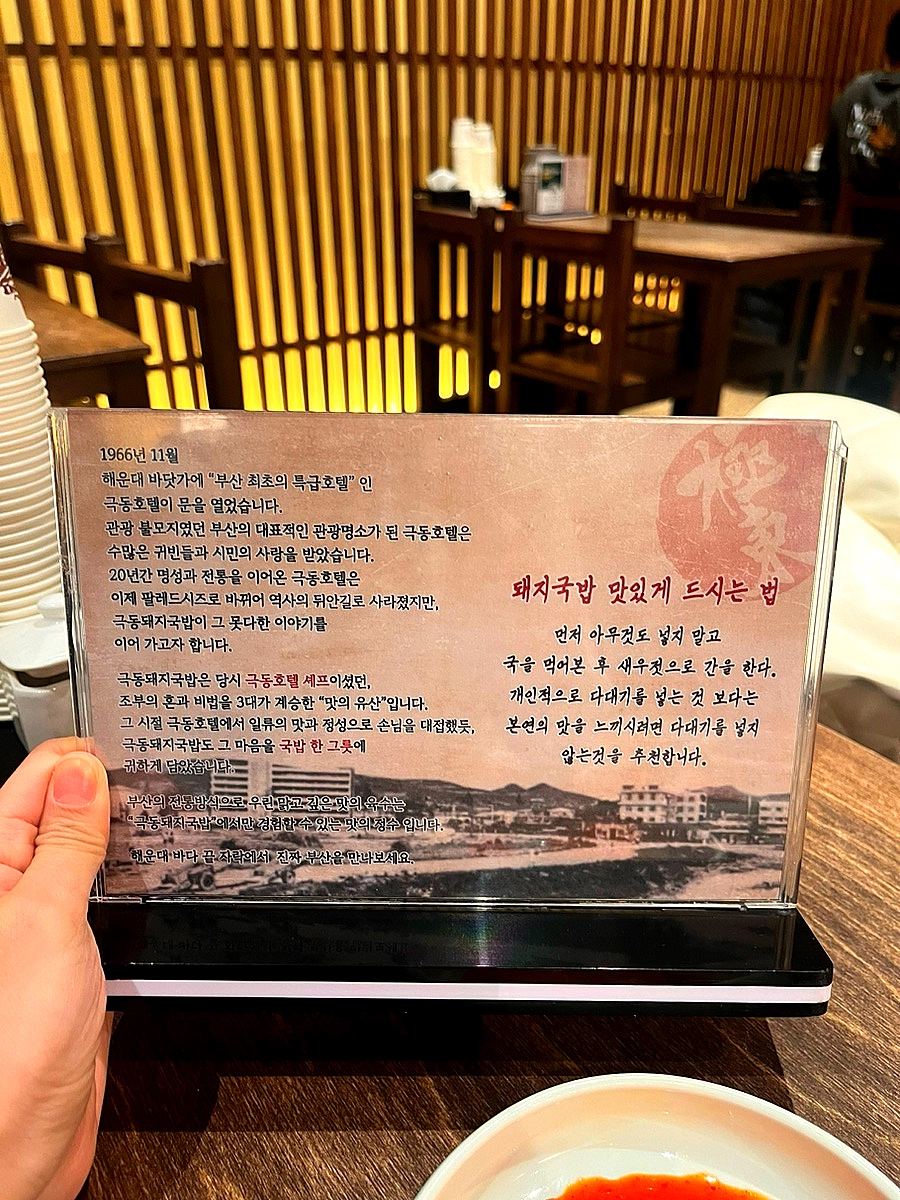 1966년 11월
해운대 바닷가에 “부산 최초의 특급호텔” 인
극동호텔이 문을 열었습니다.
관광 불모지였던 부산의 대표적인 관광명소가 된 극동호텔은
수많은 귀빈들과 시민의 사랑을 받았습니다.
20년간 명성과 전통을 이어온 극동호텔은
이제 팔레드시즈로 바뀌어 역사의 뒤안길로 사라졌지만,
극동돼지국밥이 그 못다한 이야기를
이어 가고자 합니다.
극동돼지국밥은 당시 극동호텔 셰프이셨던,
조부의 혼과 비법을 3대가 계승한 “맛의 유산”입니다.
그 시절 극동호텔에서 일류의 맛과 정성으로 손님을 대접했듯,
극동돼지국밥도 그 마음을 국밥 한 그릇에
귀하게 담았습니다.
부산의 전통방식으로 우린 맑고 깊은 맛의 육수는
“극동돼지국밥”에서만 경험할 수 있는 맛의 정수 입니다.
해운대 바다 끝 자락에서 진짜 부산을 만나보세요.
極東
돼지국밥 맛있게 드시는 법
먼저 아무것도 넣지 말고
국을 먹어본 후 새우젓으로 간을 한다.
개인적으로 다대기를 넣는 것 보다는
본연의 맛을 느끼시려면 다대기를 넣지
않는것을 추천합니다.